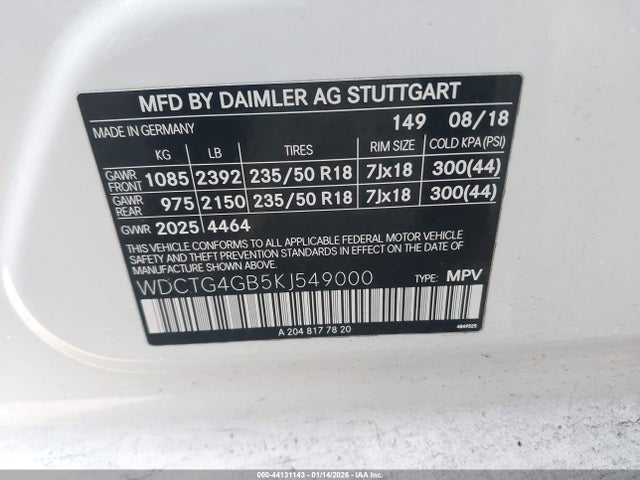 MFD BY DAIMLER AG STUTTGART
MADE IN GERMANY 149 08/18
KG LB TIRES RIM SIZE COLD KPA (PSI)
GAWR FRONT 1085 2392 235/50 R18 7Jx18 300(44)
GAWR REAR 975 2150 235/50 R18 7Jx18 300(44)
GVWR 2025 4464
THIS VEHICLE CONFORMS TO ALL APPLICABLE FEDERAL MOTOR VEHICLE
SAFETY AND THEFT PREVENTION STANDARDS IN EFFECT ON THE DATE
OF MANUFACTURE SHOWN ABOVE.
WDCTG4GB5KJ549000 TYPE: MPV
A 204 817 78 20 4849525
000-44131143 - 01/14/2026 - IAA Inc.